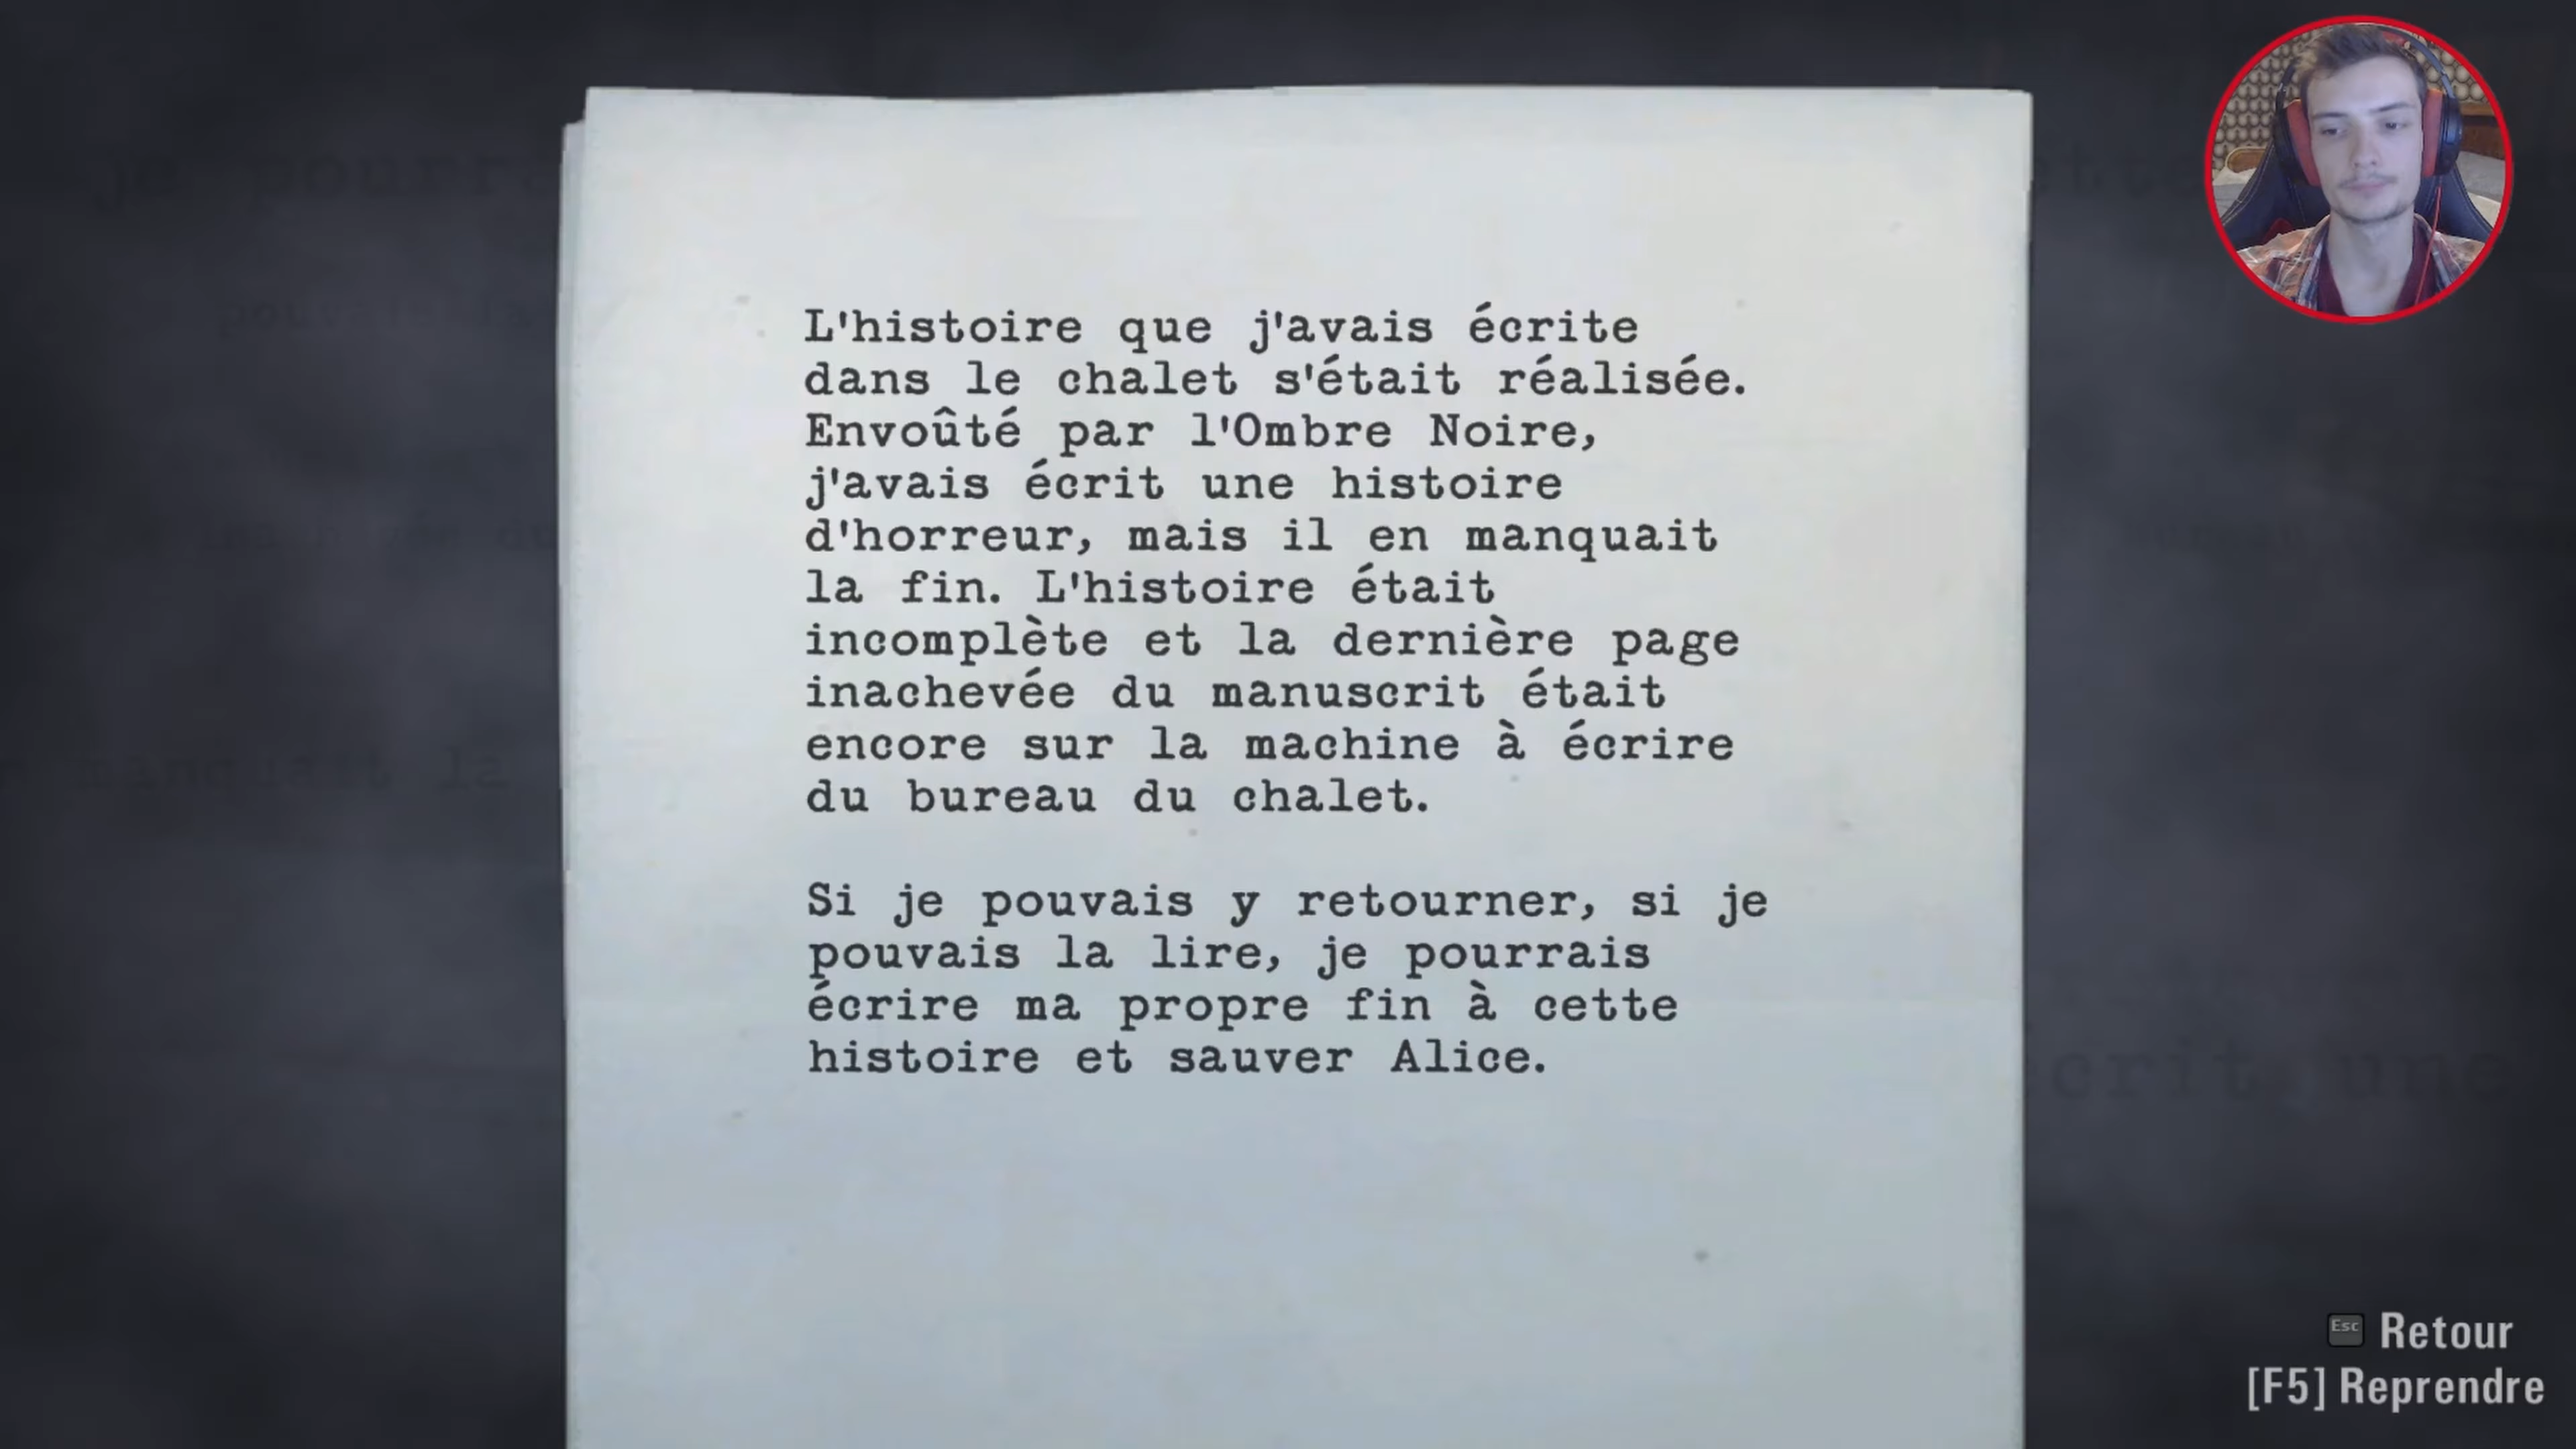 L'histoire que j'avais écrite
dans le chalet s'était réalisée.
Envoûté par l'Ombre Noire,
j'avais écrit une histoire
d'horreur, mais il en manquait
la fin. L'histoire était
incomplète et la dernière page
inachevée du manuscrit était
encore sur la machine à écrire
du bureau du chalet.
Si je pouvais y retourner, si je
pouvais la lire, je pourrais
écrire ma propre fin à cette
histoire et sauver Alice.
Esc Retour
[F5] Reprendre